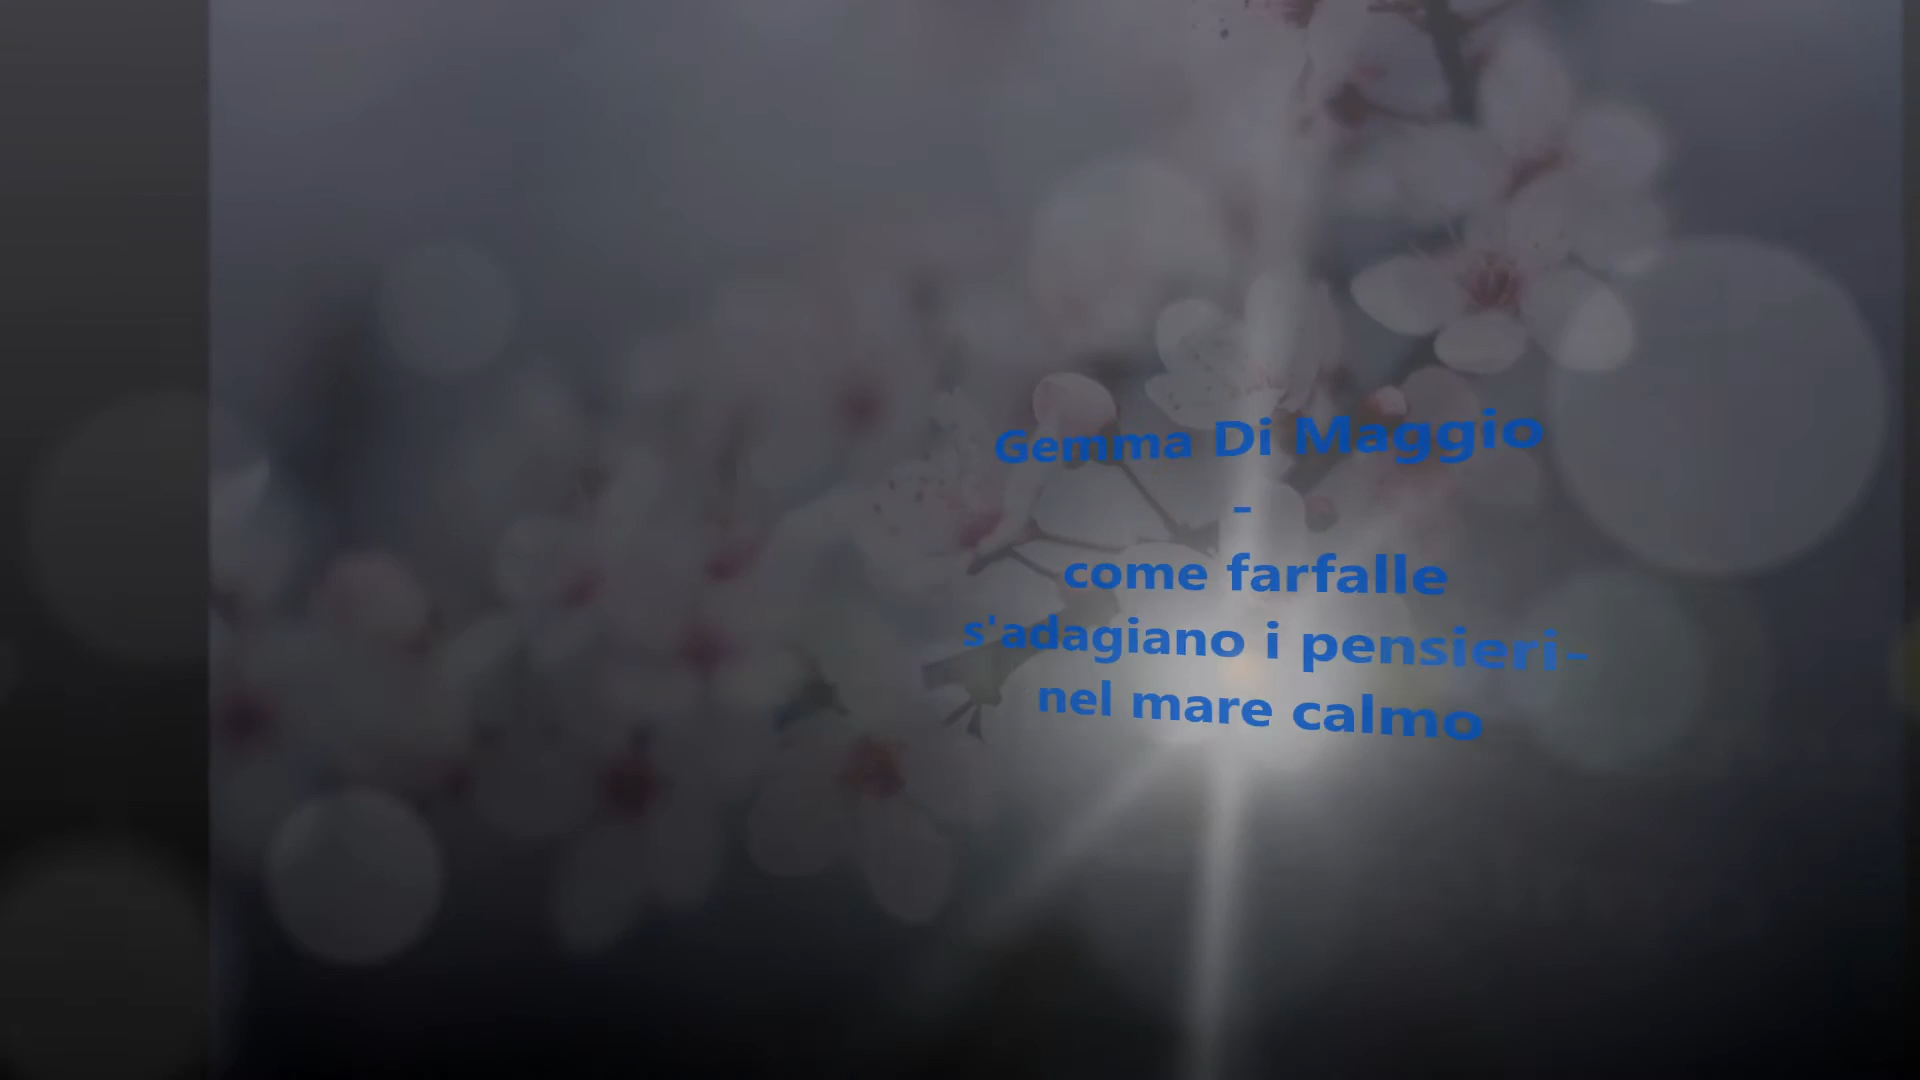 Gemma Di Maggio
-
come farfalle
s'adagiano i pensieri-
nel mare calmo